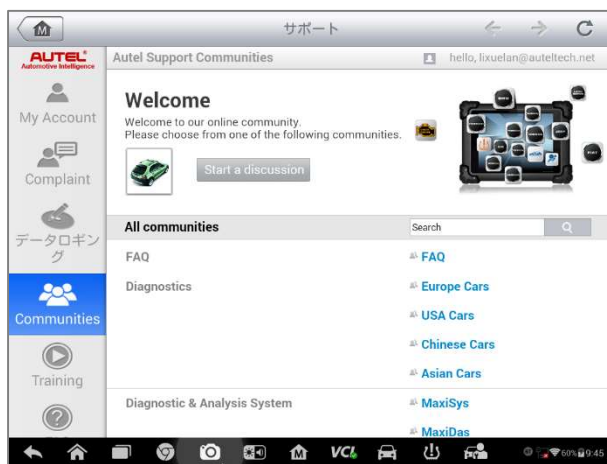 サポート
AUTEL®
Automotive Intelligence
Autel Support Communities
hello, lixuelan@auteltech.net
My Account
Complaint
データロギン
グ
Communities
Training
Welcome
Welcome to our online community.
Please choose from one of the following communities.
Start a discussion
All communities
Search
FAQ
FAQ
Diagnostics
Europe Cars
USA Cars
Chinese Cars
Asian Cars
Diagnostic & Analysis System
MaxiSys
MaxiDas
VCI
60%
9:45